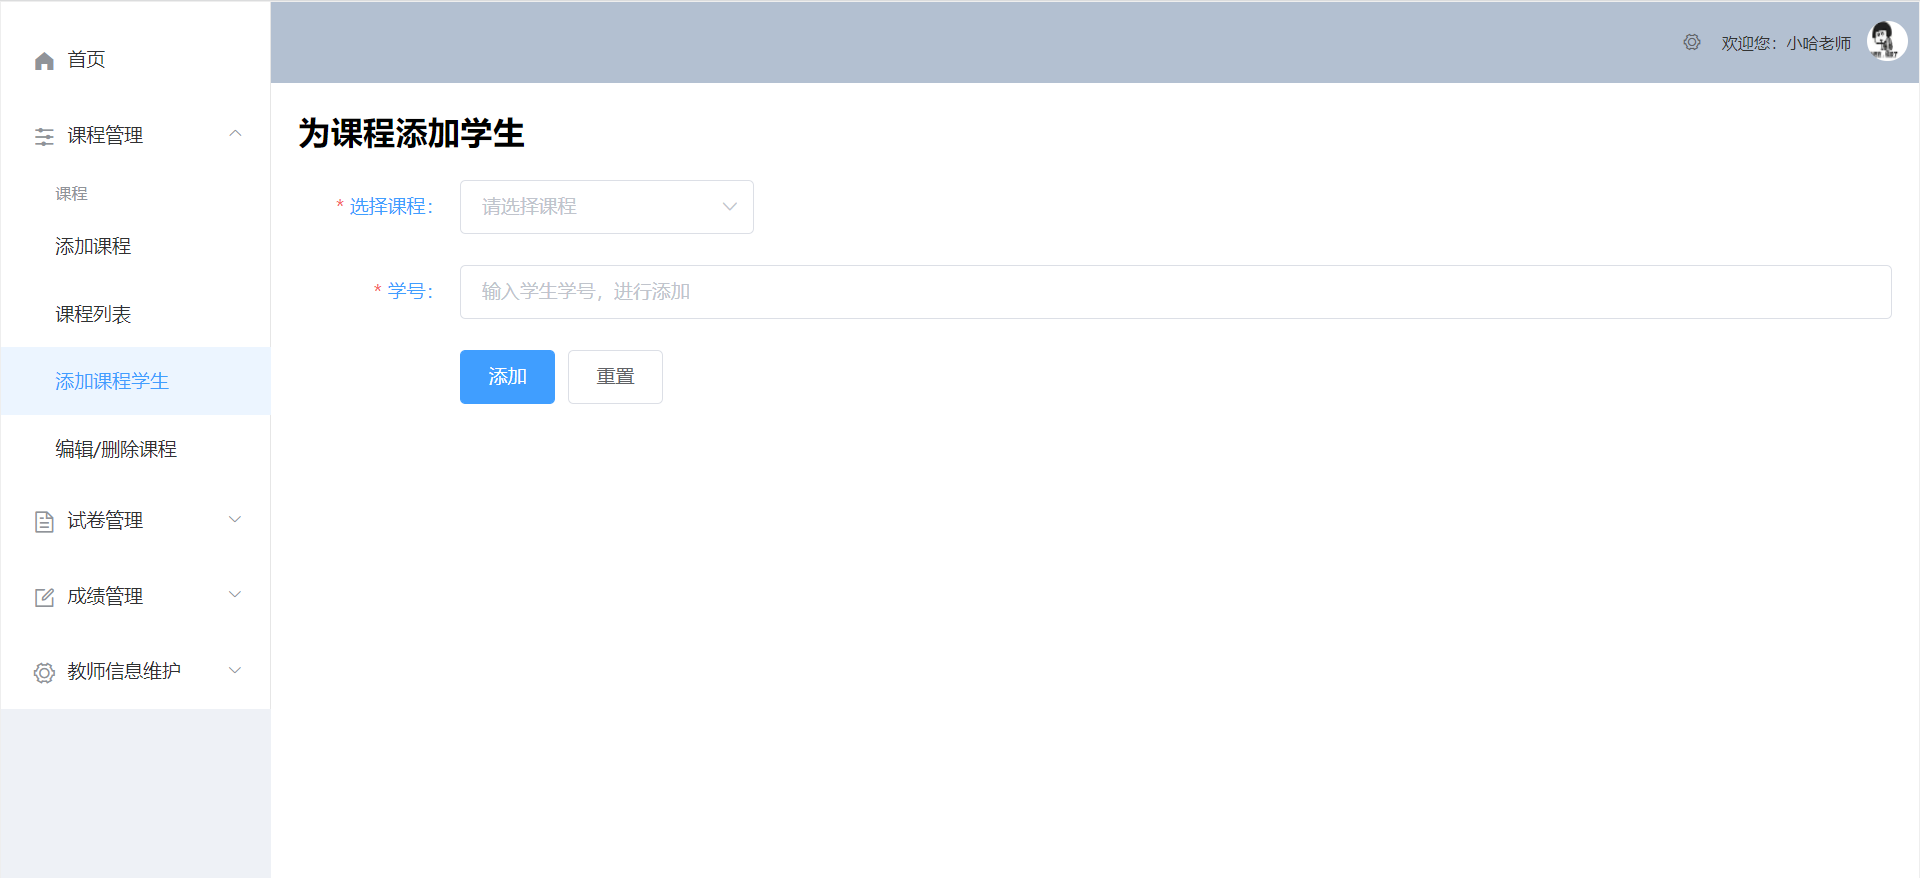 首页
课程管理
课程
添加课程
课程列表
添加课程学生
编辑/删除课程
试卷管理
成绩管理
教师信息维护
欢迎您：小哈老师
为课程添加学生
* 选择课程：
请选择课程
* 学号：
输入学生学号，进行添加
添加
重置